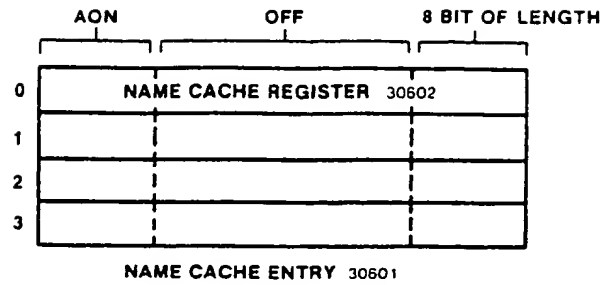 AON OFF 8 BIT OF LENGTH
0 NAME CACHE REGISTER 30602
1
2
3
NAME CACHE ENTRY 30601